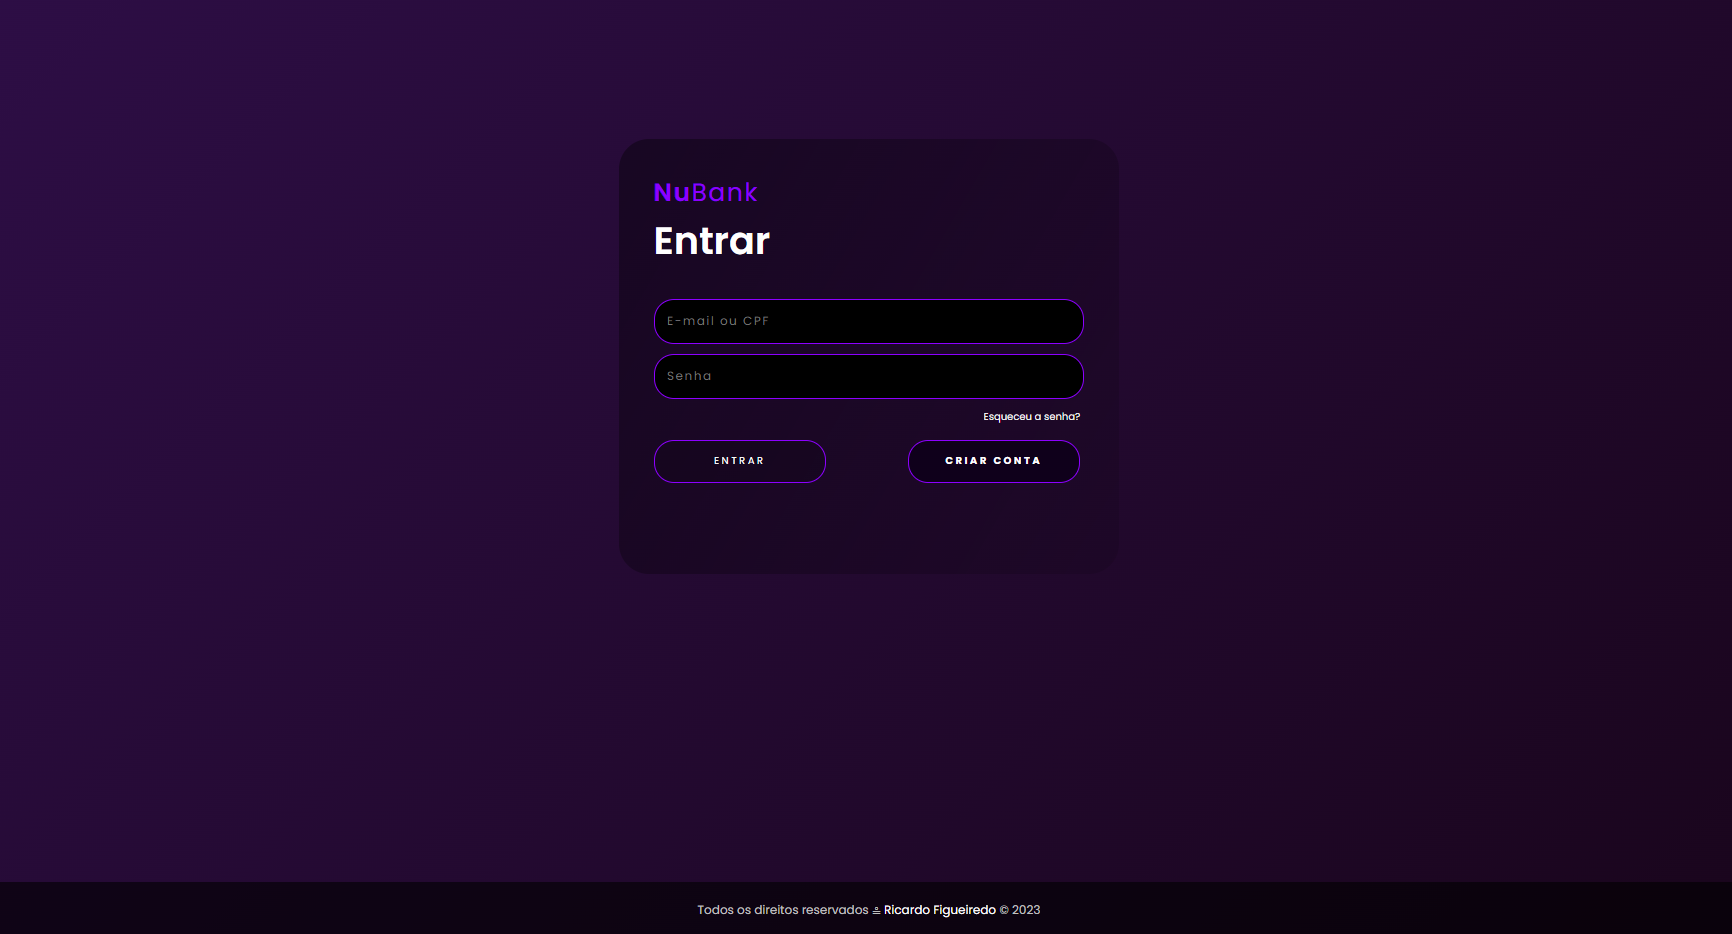 NuBank
Entrar
E-mail ou CPF
Senha
Esqueceu a senha?
ENTRAR
CRIAR CONTA
Todos os direitos reservados ≗ Ricardo Figueiredo © 2023